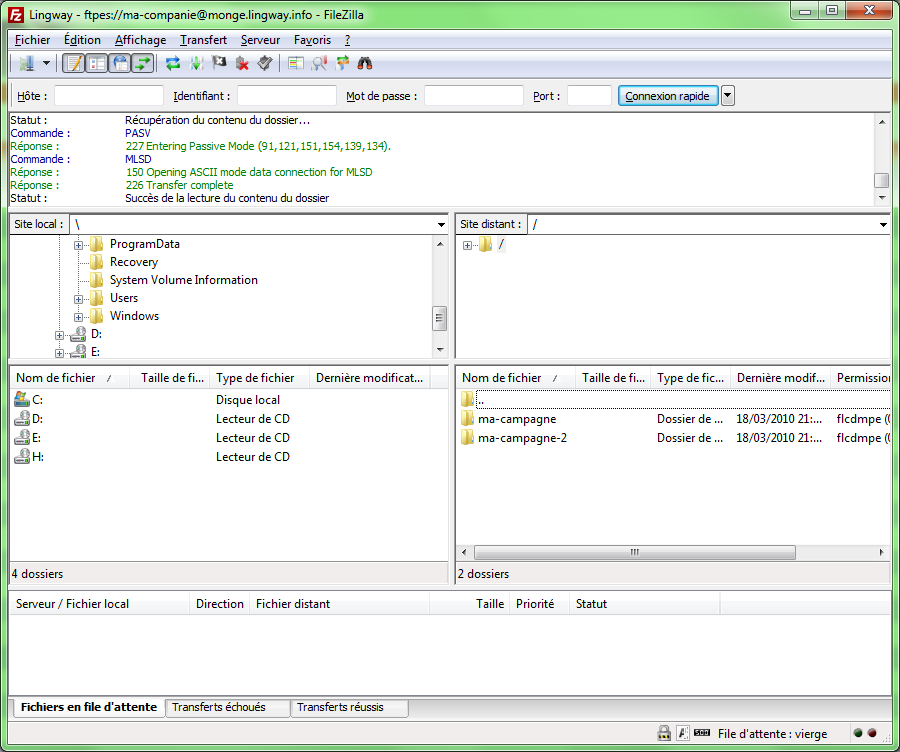 Lingway - ftpes://ma-companie@monge.lingway.info - FileZilla
Fichier Édition Affichage Transfert Serveur Favoris ?
Hôte : Identifiant : Mot de passe : Port : Connexion rapide
Statut : Récupération du contenu du dossier...
Commande : PASV
Réponse : 227 Entering Passive Mode (91,121,151,154,139,134).
Commande : MLSD
Réponse : 150 Opening ASCII mode data connection for MLSD
Réponse : 226 Transfer complete
Statut : Succès de la lecture du contenu du dossier
Site local : \
ProgramData
Recovery
System Volume Information
Users
Windows
D:
E:
Site distant : /
/
Nom de fichier / Taille de fi... Type de fichier Dernière modificat...
C: Disque local
D: Lecteur de CD
E: Lecteur de CD
H: Lecteur de CD
4 dossiers
Nom de fichier / Taille de fi... Type de fic... Dernière modif... Permission
..
ma-campagne Dossier de ... 18/03/2010 21:... flcdmpe (0
ma-campagne-2 Dossier de ... 18/03/2010 21:... flcdmpe (0
2 dossiers
Serveur / Fichier local Direction Fichier distant Taille Priorité Statut
Fichiers en file d'attente Transferts échoués Transferts réussis
File d'attente : vierge